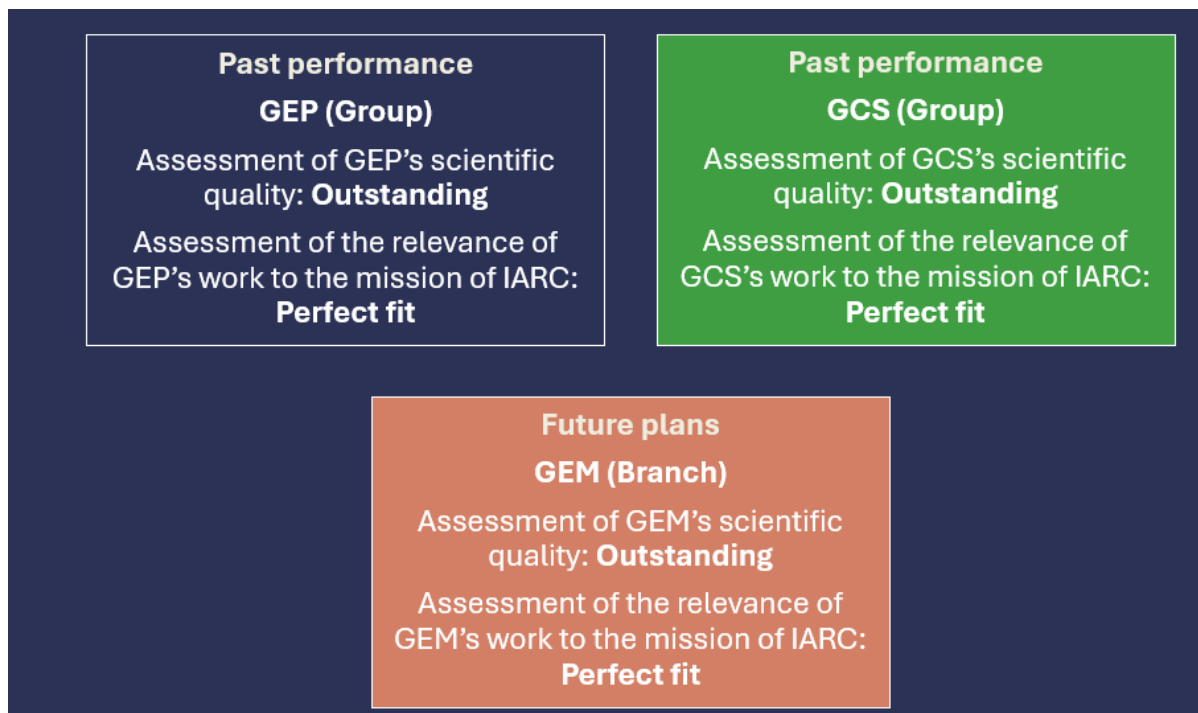 Past performance
GEP (Group)
Assessment of GEP’s scientific
quality: Outstanding
Assessment of the relevance of
GEP’s work to the mission of IARC:
Perfect fit
Past performance
GCS (Group)
Assessment of GCS’s scientific
quality: Outstanding
Assessment of the relevance of
GCS’s work to the mission of IARC:
Perfect fit
Future plans
GEM (Branch)
Assessment of GEM’s scientific
quality: Outstanding
Assessment of the relevance of
GEM’s work to the mission of IARC:
Perfect fit